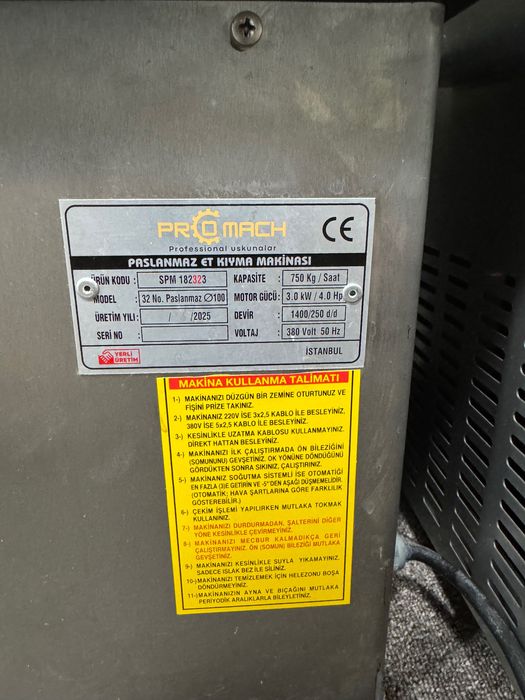 PROMACH
Professional uskunalar
CE
PASLANMAZ ET KIYMA MAKİNASI
ÜRÜN KODU : SPM 182323 KAPASİTE : 750 Kg / Saat
MODEL : 32 No. Paslanmaz Ø100 MOTOR GÜCÜ : 3.0 kW / 4.0 Hp
ÜRETİM YILI : / / 2025 DEVİR : 1400/250 d/d
SERİ NO : VOLTAJ : 380 Volt 50 Hz
YERLİ ÜRETİM İSTANBUL
MAKİNA KULLANMA TALİMATI
1-) MAKİNANIZI DÜZGÜN BİR ZEMİNE OTURTUNUZ VE
FİŞİNİ PRİZE TAKINIZ.
2-) MAKİNANIZ 220V İSE 3x2,5 KABLO İLE BESLEYİNİZ,
380V İSE 5x2,5 KABLO İLE BESLEYİNİZ.
3-) KESİNLİKLE UZATMA KABLOSU KULLANMAYINIZ.
DİREKT HATTAN BESLEYİNİZ.
4-) MAKİNANIZI İLK ÇALIŞTIRMADA ÖN BİLEĞİNİ
(SOMUNUNU) GEVŞETİNİZ. OK YÖNÜNE DÖNDÜĞÜNÜ
GÖRDÜKTEN SONRA SIKINIZ, ÇALIŞTIRINIZ.
5-) MAKİNANIZ SOĞUTMA SİSTEMLİ İSE OTOMATİĞİ
EN FAZLA (3)E GETİRİN VE -5°DEN AŞAĞI DÜŞMEMELİDİR.
(OTOMATİK; HAVA ŞARTLARINA GÖRE FARKLILIK
GÖSTEREBİLİR.)
6-) ÇEKİM İŞLEMİ YAPILIRKEN MUTLAKA TOKMAK
KULLANINIZ.
7-) MAKİNANIZI DURDURMADAN, ŞALTERİNİ DİĞER
YÖNE KESİNLİKLE ÇEVİRMEYİNİZ.
8-) MAKİNANIZI MECBUR KALMADIKÇA GERİ
ÇALIŞTIRMAYINIZ. ÖN (SOMUN) BİLEZİĞİ MUTLAKA
GEVŞETİNİZ.
9-) MAKİNANIZI KESİNLİKLE SUYLA YIKAMAYINIZ,
SADECE ISLAK BEZ İLE SİLİNİZ.
10-) MAKİNANIZI TEMİZLEMEK İÇİN HELEZONU BOŞA
DÖNDÜRMEYİNİZ.
11-) MAKİNANIZIN AYNA VE BIÇAĞINI MUTLAKA
PERİYODİK ARALIKLARLA BİLEYLETİNİZ.